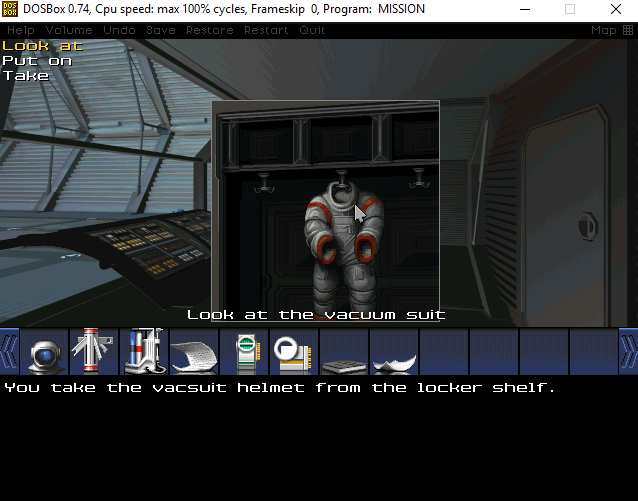 DOSBox 0.74, Cpu speed: max 100% cycles, Frameskip 0, Program: MISSION
Help Volume Undo Save Restore Restart Quit Map
Look at
Put on
Take
Look at the vacuum suit
You take the vacsuit helmet from the locker shelf.